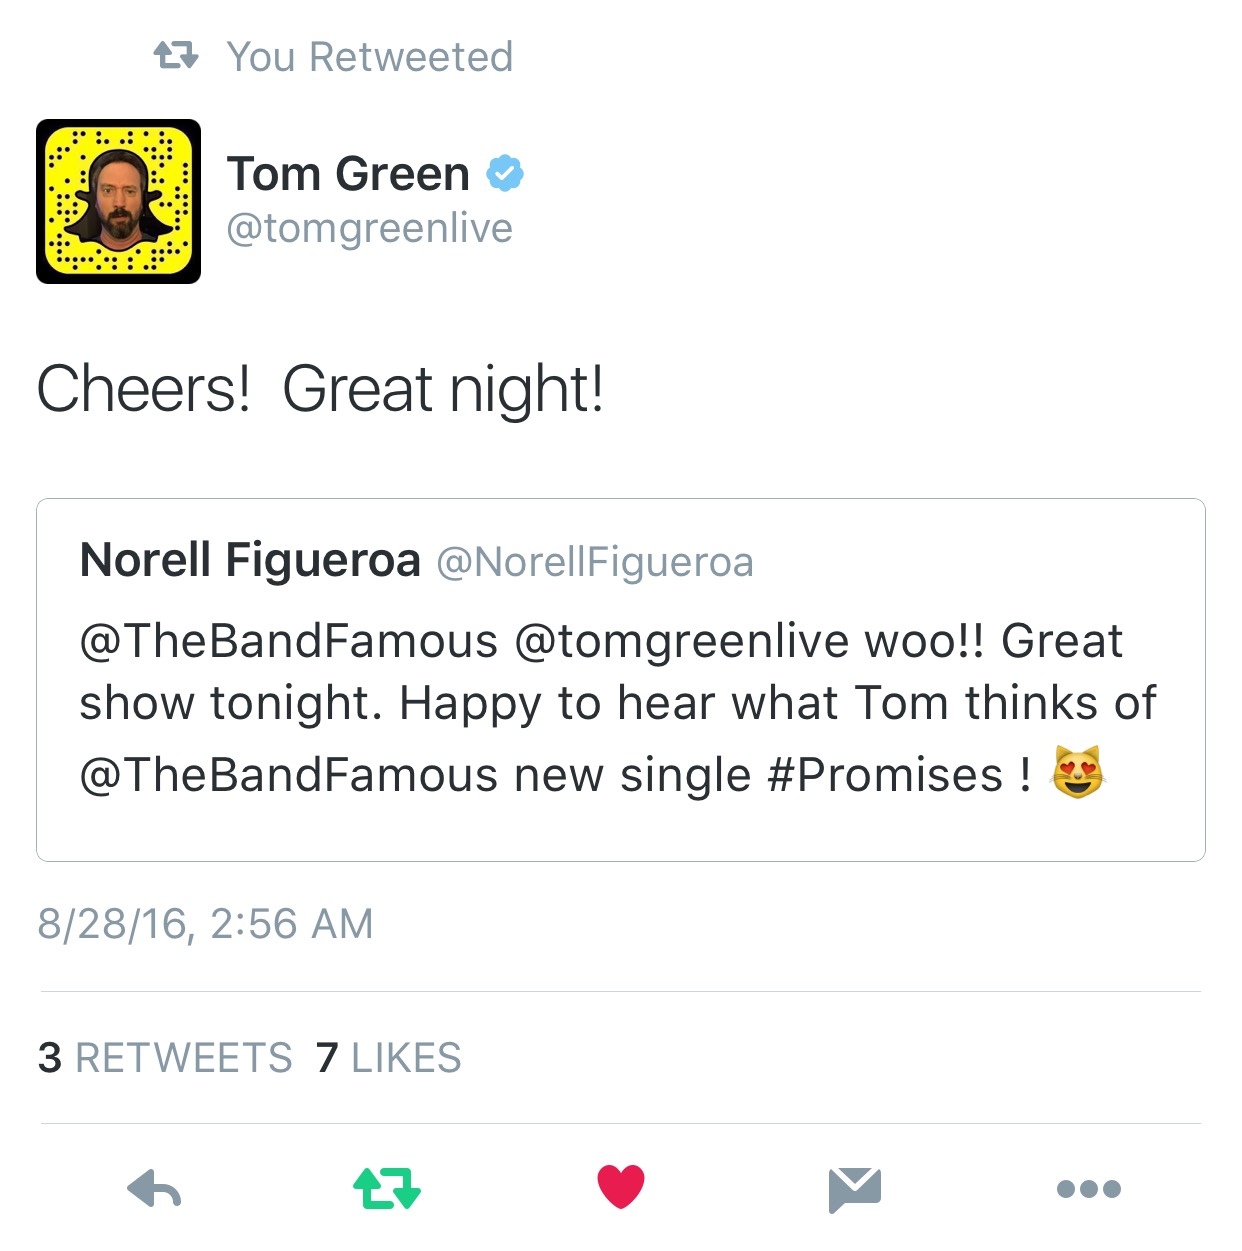 You Retweeted
Tom Green
@tomgreenlive
Cheers!  Great night!
Norell Figueroa @NorellFigueroa
@TheBandFamous @tomgreenlive woo!! Great
show tonight. Happy to hear what Tom thinks of
@TheBandFamous new single #Promises ! 😻
8/28/16, 2:56 AM
3 RETWEETS 7 LIKES